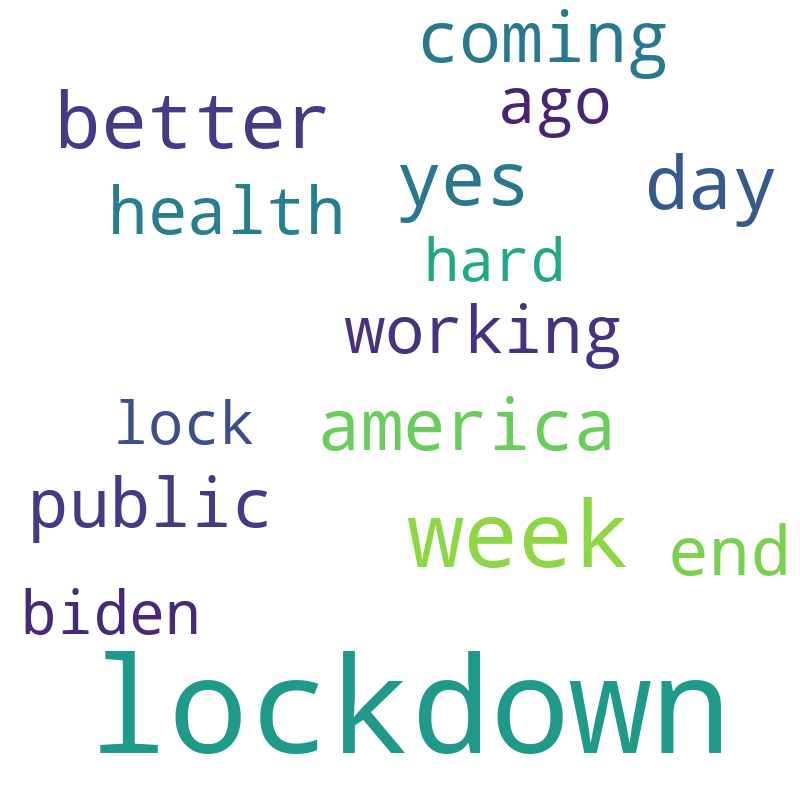 coming
ago
better
yes
day
health
hard
working
america
lock
public
week
end
biden
lockdown